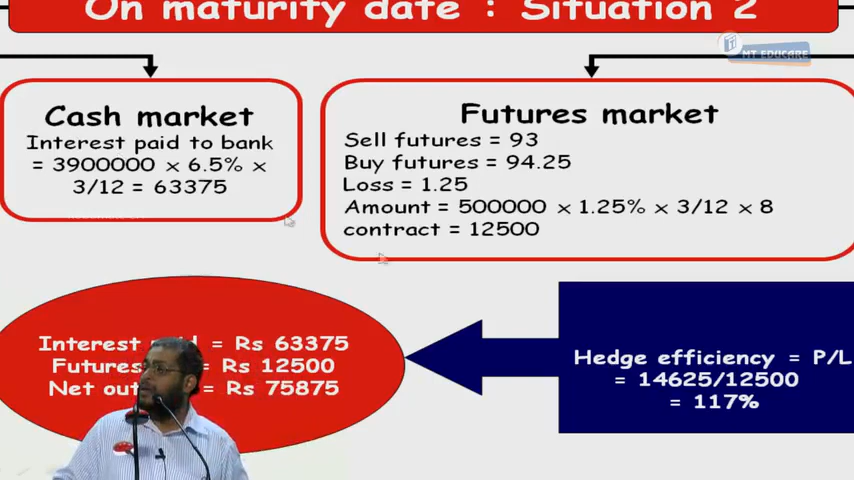 On maturity date : Situation 2
MT EDUCARE
Cash market
Interest paid to bank
= 3900000 x 6.5% x
3/12 = 63375
Futures market
Sell futures = 93
Buy futures = 94.25
Loss = 1.25
Amount = 500000 x 1.25% x 3/12 x 8
contract = 12500
Interest = Rs 63375
Futures = Rs 12500
Net = Rs 75875
Hedge efficiency = P/L
= 14625/12500
= 117%